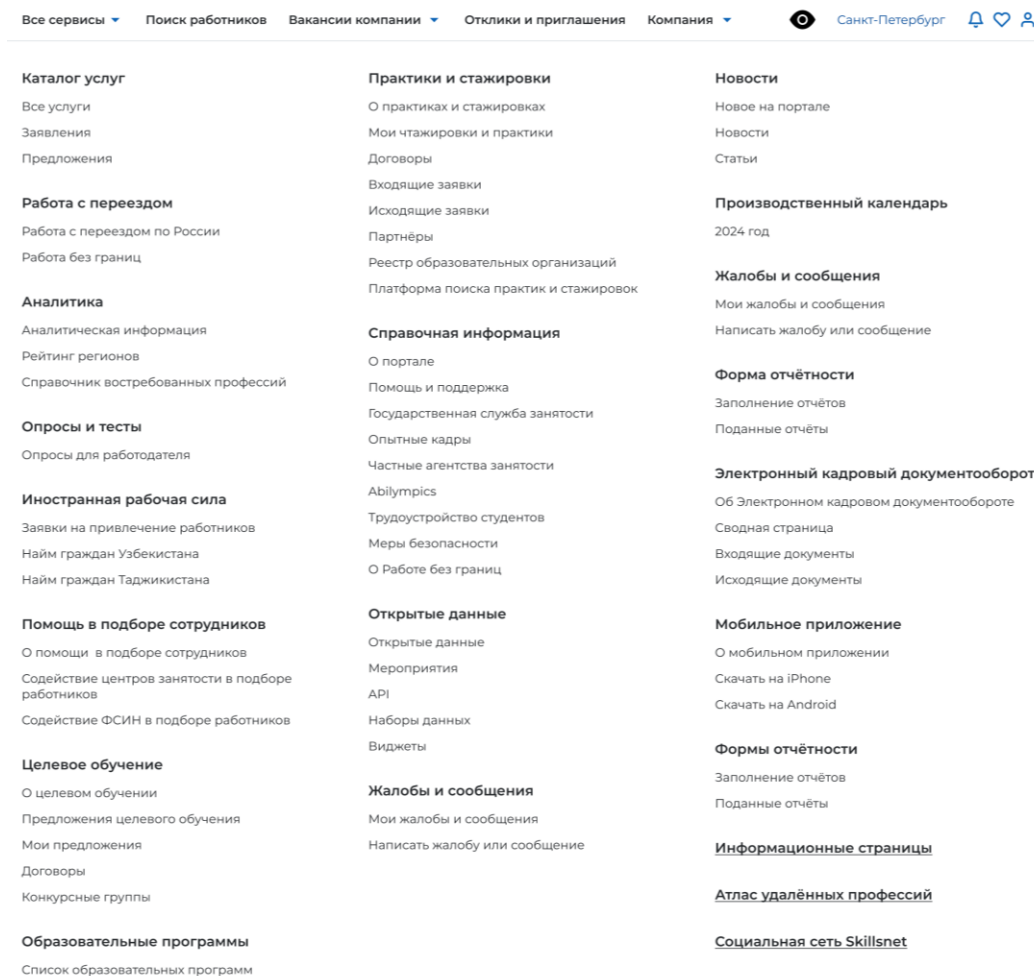 Все сервисы
Поиск работников
Вакансии компании
Отклики и приглашения
Компания
Санкт-Петербург
Каталог услуг
Все услуги
Заявления
Предложения
Работа с переездом
Работа с переездом по России
Работа без границ
Аналитика
Аналитическая информация
Рейтинг регионов
Справочник востребованных профессий
Опросы и тесты
Опросы для работодателя
Иностранная рабочая сила
Заявки на привлечение работников
Найм граждан Узбекистана
Найм граждан Таджикистана
Помощь в подборе сотрудников
О помощи в подборе сотрудников
Содействие центров занятости в подборе
работников
Содействие ФСИН в подборе работников
Целевое обучение
О целевом обучении
Предложения целевого обучения
Мои предложения
Договоры
Конкурсные группы
Образовательные программы
Список образовательных программ
Практики и стажировки
О практиках и стажировках
Мои чтажировки и практики
Договоры
Входящие заявки
Исходящие заявки
Партнёры
Реестр образовательных организаций
Платформа поиска практик и стажировок
Справочная информация
О портале
Помощь и поддержка
Государственная служба занятости
Опытные кадры
Частные агентства занятости
Abilympics
Трудоустройство студентов
Меры безопасности
О Работе без границ
Открытые данные
Открытые данные
Мероприятия
API
Наборы данных
Виджеты
Жалобы и сообщения
Мои жалобы и сообщения
Написать жалобу или сообщение
Новости
Новое на портале
Новости
Статьи
Производственный календарь
2024 год
Жалобы и сообщения
Мои жалобы и сообщения
Написать жалобу или сообщение
Форма отчётности
Заполнение отчётов
Поданные отчёты
Электронный кадровый документооборот
Об Электронном кадровом документообороте
Сводная страница
Входящие документы
Исходящие документы
Мобильное приложение
О мобильном приложении
Скачать на iPhone
Скачать на Android
Формы отчётности
Заполнение отчётов
Поданные отчёты
Информационные страницы
Атлас удалённых профессий
Социальная сеть Skillsnet